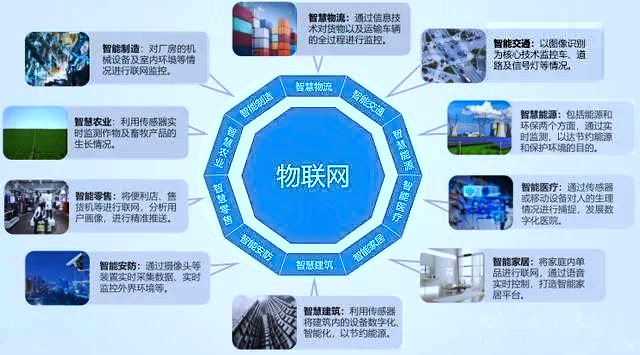 智慧物流：通过信息技
术对货物以及运输车辆
的全过程进行监控。
智能制造：对厂房的机
械设备及室内环境等情
况进行联网监控。
智能交通：以图像识别
为核心技术监控车、道
路及信号灯等情况。
智慧农业：利用传感器实
时监测作物及畜牧产品的
生长情况。
智慧能源：包括能源和
环保两个方面，通过实
时监测，以达节约能源
和保护环境的目的。
智能零售：将便利店、售
货机等进行联网，分析用
户画像，进行精准推送。
智能医疗：通过传感器
或移动设备对人的生理
情况进行捕捉，发展数
字化医院。
智能安防：通过摄像头等
装置实时采集数据、实时
监控外界环境等。
智能家居：将家庭内单
品进行联网，通过语音
实时控制，打造智能家
居平台。
智慧建筑：利用传感器
将建筑内的设备数字化、
智能化，以节约能源。
物联网
智慧物流
智能交通
智慧能源
智能医疗
智能家居
智慧建筑
智能安防
智慧零售
智慧农业
智能制造